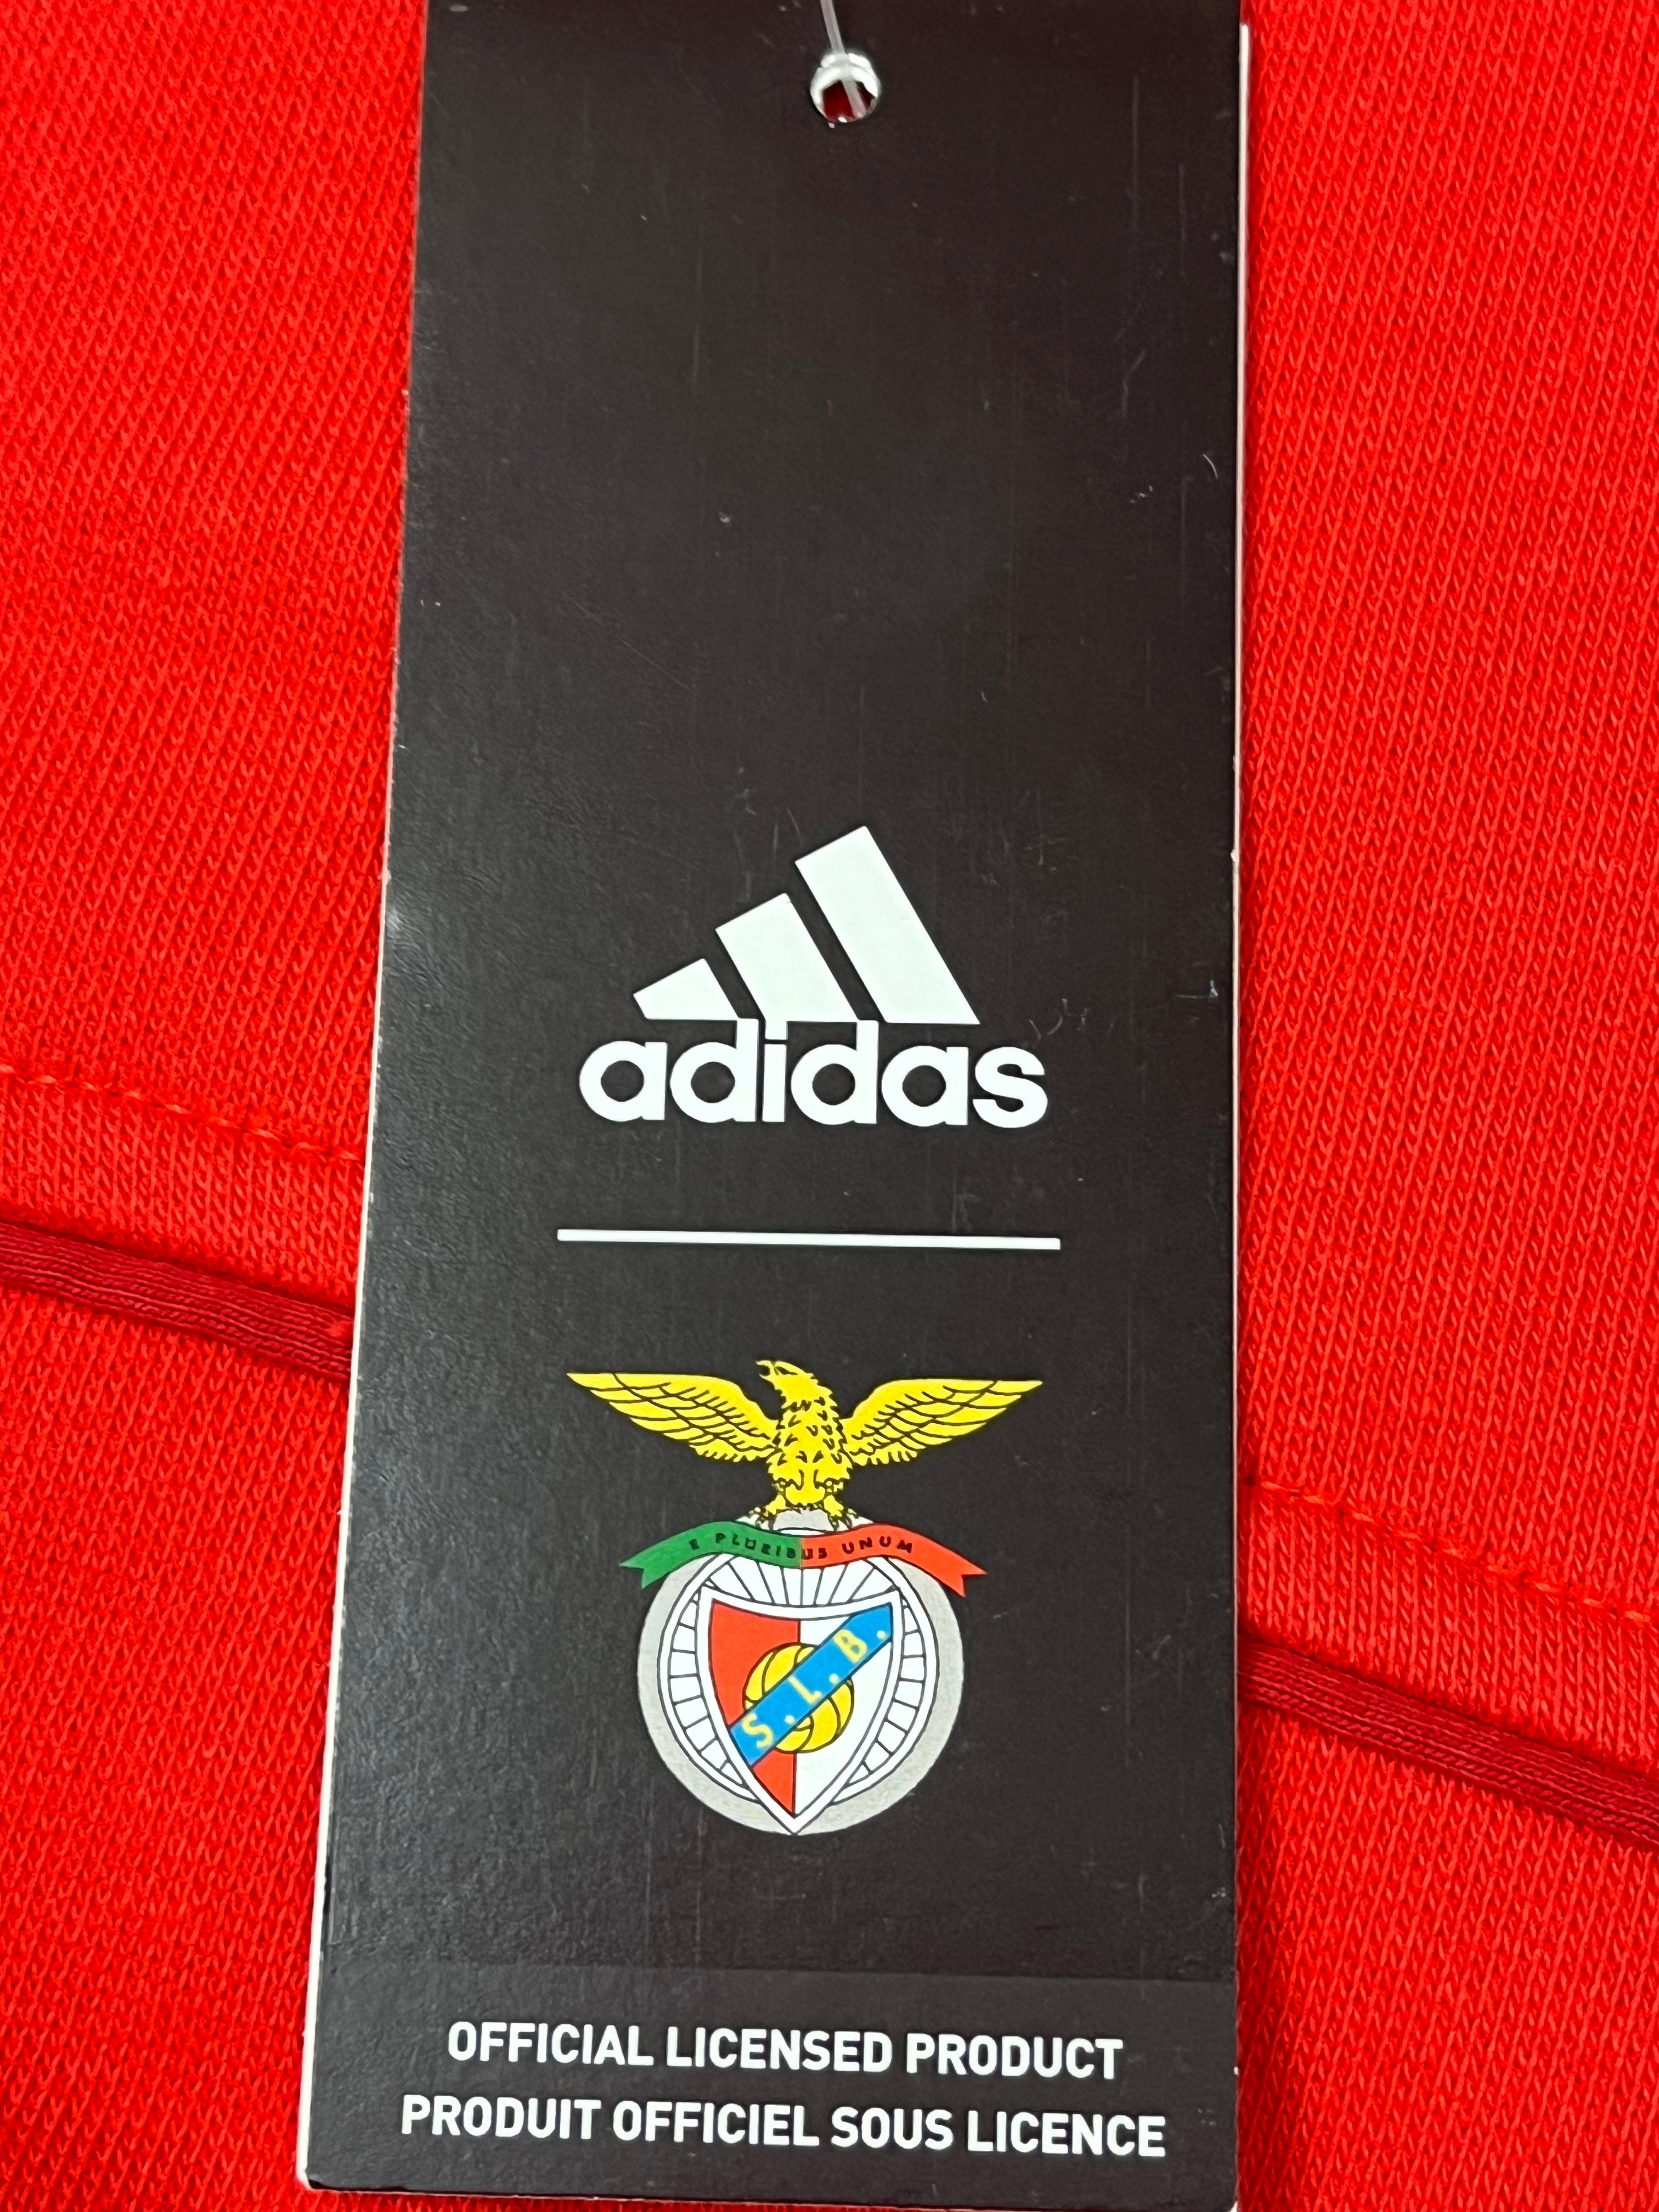 adidas
E PLURIBUS UNUM
S.L.B.
OFFICIAL LICENSED PRODUCT
PRODUIT OFFICIEL SOUS LICENCE